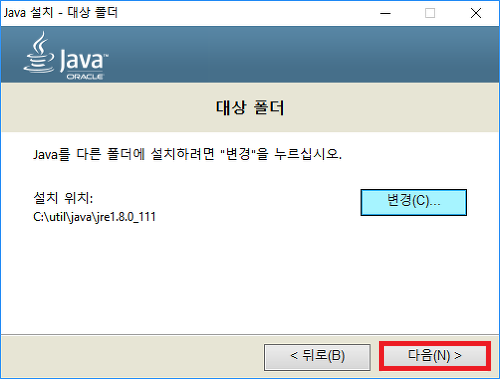 Java 설치 - 대상 폴더
Java™
ORACLE
대상 폴더
Java를 다른 폴더에 설치하려면 "변경"을 누르십시오.
설치 위치:
C:\util\java\jre1.8.0_111
변경(C)...
< 뒤로(B)
다음(N) >